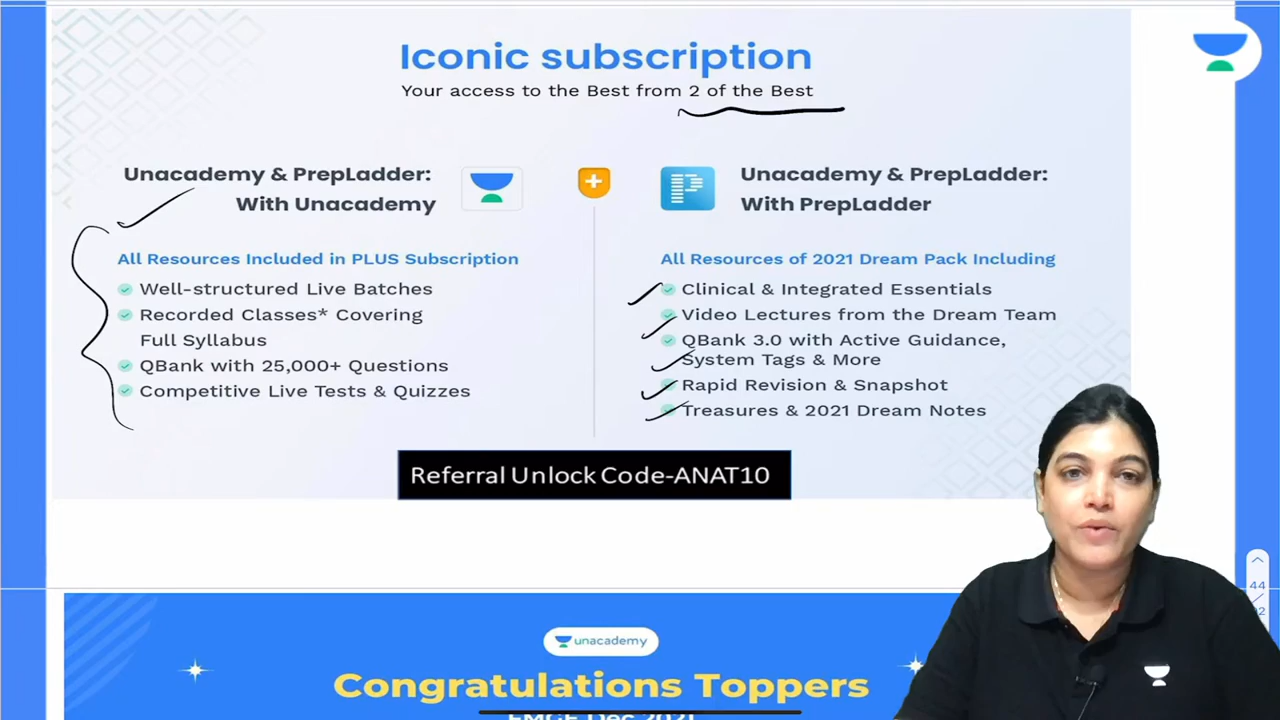 Iconic subscription
Your access to the Best from 2 of the Best
Unacademy & PrepLadder:
With Unacademy
All Resources Included in PLUS Subscription
Well-structured Live Batches
Recorded Classes* Covering
Full Syllabus
QBank with 25,000+ Questions
Competitive Live Tests & Quizzes
Unacademy & PrepLadder:
With PrepLadder
All Resources of 2021 Dream Pack Including
Clinical & Integrated Essentials
Video Lectures from the Dream Team
QBank 3.0 with Active Guidance,
System Tags & More
Rapid Revision & Snapshot
Treasures & 2021 Dream Notes
Referral Unlock Code-ANAT10
44
unacademy
Congratulations Toppers
FMGE Dec 2021